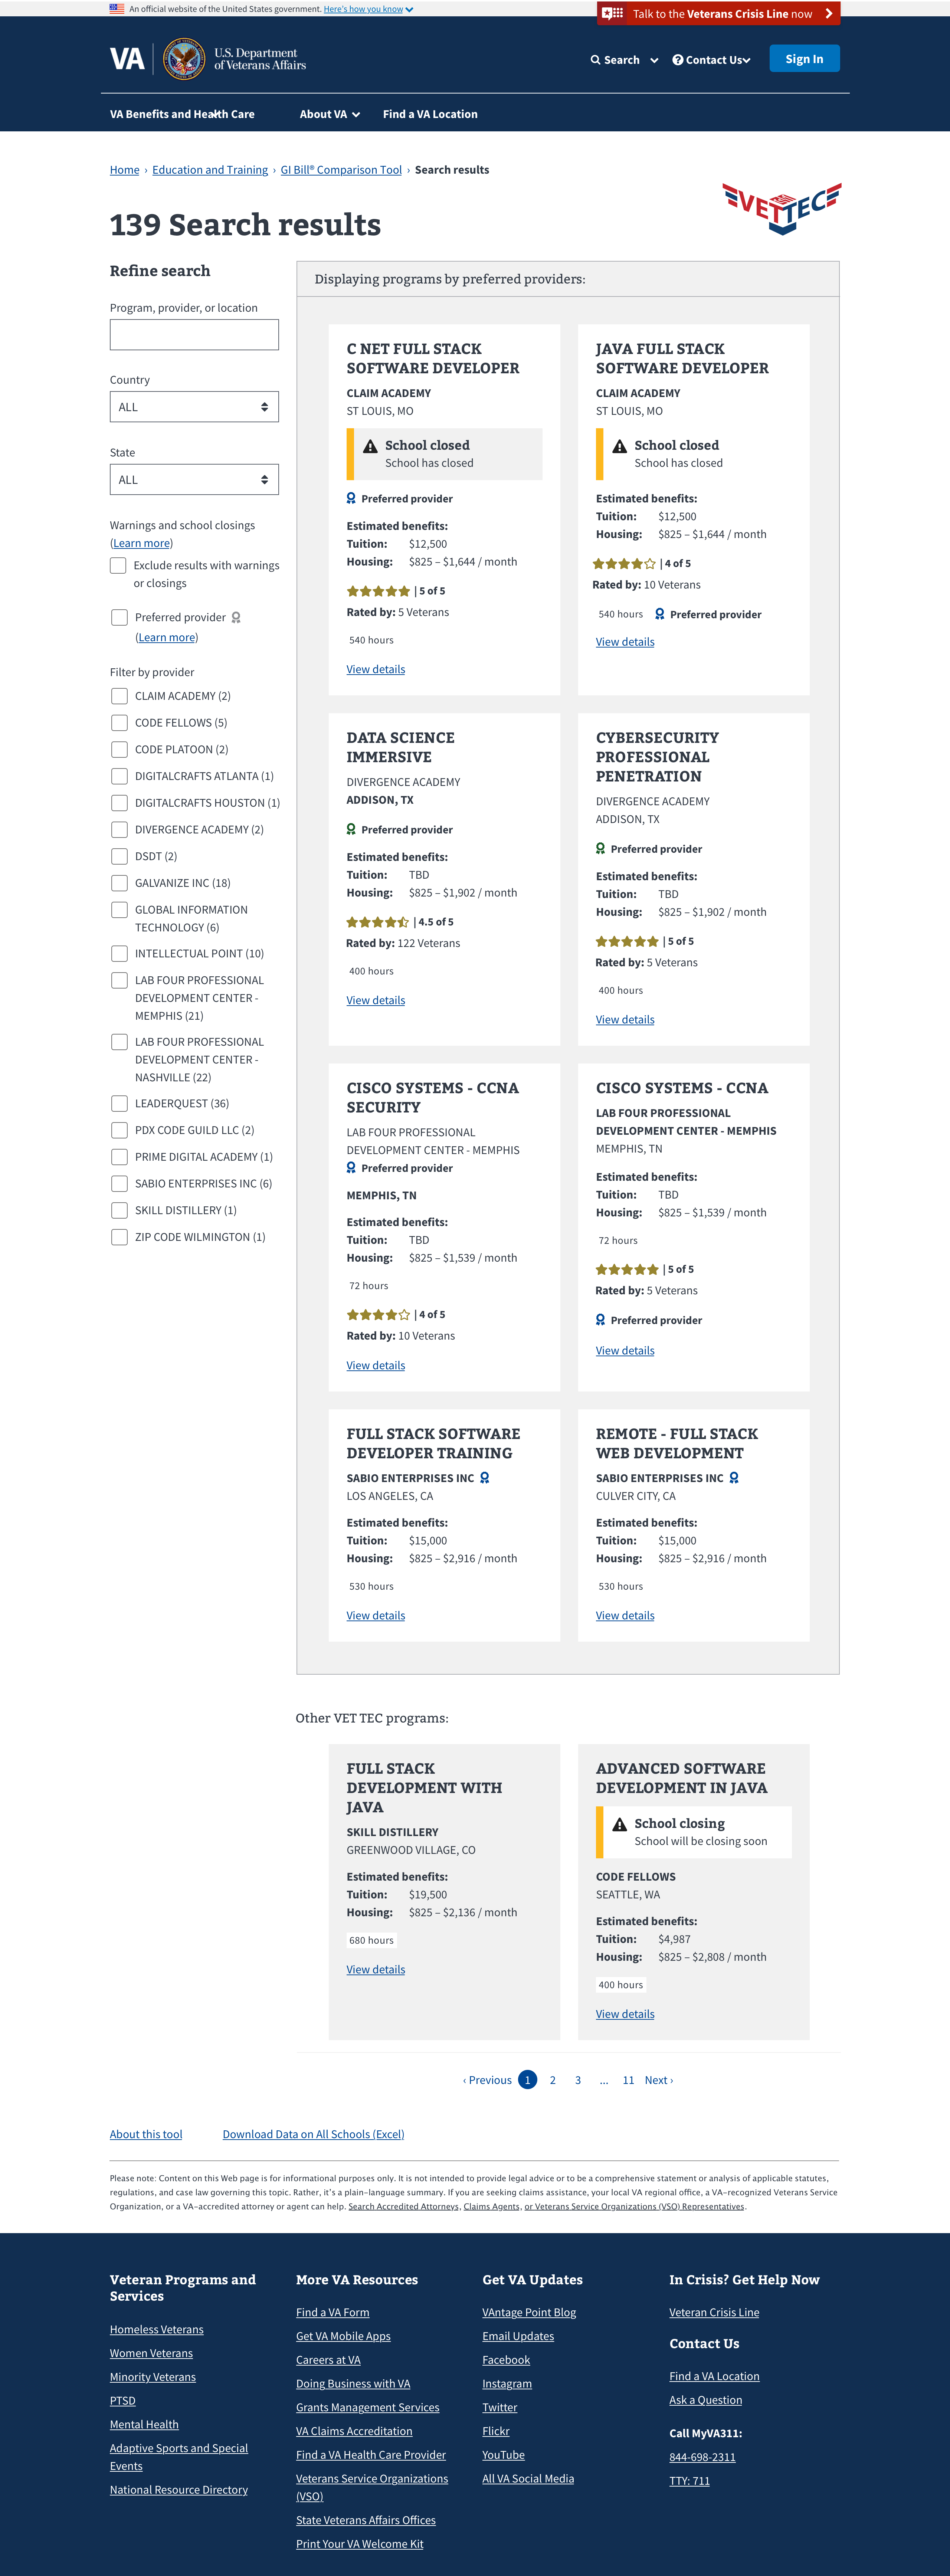 An official website of the United States government. Here's how you know
Talk to the Veterans Crisis Line now
VA
U.S. Department
of Veterans Affairs
Search
Contact Us
Sign In
VA Benefits and Health Care
About VA
Find a VA Location
Home › Education and Training › GI Bill® Comparison Tool › Search results
139 Search results
VET TEC
Refine search
Program, provider, or location
Country
ALL
State
ALL
Warnings and school closings
(Learn more)
Exclude results with warnings
or closings
Preferred provider
(Learn more)
Filter by provider
CLAIM ACADEMY (2)
CODE FELLOWS (5)
CODE PLATOON (2)
DIGITALCRAFTS ATLANTA (1)
DIGITALCRAFTS HOUSTON (1)
DIVERGENCE ACADEMY (2)
DSDT (2)
GALVANIZE INC (18)
GLOBAL INFORMATION
TECHNOLOGY (6)
INTELLECTUAL POINT (10)
LAB FOUR PROFESSIONAL
DEVELOPMENT CENTER -
MEMPHIS (21)
LAB FOUR PROFESSIONAL
DEVELOPMENT CENTER -
NASHVILLE (22)
LEADERQUEST (36)
PDX CODE GUILD LLC (2)
PRIME DIGITAL ACADEMY (1)
SABIO ENTERPRISES INC (6)
SKILL DISTILLERY (1)
ZIP CODE WILMINGTON (1)
Displaying programs by preferred providers:
C NET FULL STACK
SOFTWARE DEVELOPER
CLAIM ACADEMY
ST LOUIS, MO
School closed
School has closed
Preferred provider
Estimated benefits:
Tuition: $12,500
Housing: $825 – $1,644 / month
| 5 of 5
Rated by: 5 Veterans
540 hours
View details
JAVA FULL STACK
SOFTWARE DEVELOPER
CLAIM ACADEMY
ST LOUIS, MO
School closed
School has closed
Estimated benefits:
Tuition: $12,500
Housing: $825 – $1,644 / month
| 4 of 5
Rated by: 10 Veterans
540 hours Preferred provider
View details
DATA SCIENCE
IMMERSIVE
DIVERGENCE ACADEMY
ADDISON, TX
Preferred provider
Estimated benefits:
Tuition: TBD
Housing: $825 – $1,902 / month
| 4.5 of 5
Rated by: 122 Veterans
400 hours
View details
CYBERSECURITY
PROFESSIONAL
PENETRATION
DIVERGENCE ACADEMY
ADDISON, TX
Preferred provider
Estimated benefits:
Tuition: TBD
Housing: $825 – $1,902 / month
| 5 of 5
Rated by: 5 Veterans
400 hours
View details
CISCO SYSTEMS - CCNA
SECURITY
LAB FOUR PROFESSIONAL
DEVELOPMENT CENTER - MEMPHIS
Preferred provider
MEMPHIS, TN
Estimated benefits:
Tuition: TBD
Housing: $825 – $1,539 / month
72 hours
| 4 of 5
Rated by: 10 Veterans
View details
CISCO SYSTEMS - CCNA
LAB FOUR PROFESSIONAL
DEVELOPMENT CENTER - MEMPHIS
MEMPHIS, TN
Estimated benefits:
Tuition: TBD
Housing: $825 – $1,539 / month
72 hours
| 5 of 5
Rated by: 5 Veterans
Preferred provider
View details
FULL STACK SOFTWARE
DEVELOPER TRAINING
SABIO ENTERPRISES INC
LOS ANGELES, CA
Estimated benefits:
Tuition: $15,000
Housing: $825 – $2,916 / month
530 hours
View details
REMOTE - FULL STACK
WEB DEVELOPMENT
SABIO ENTERPRISES INC
CULVER CITY, CA
Estimated benefits:
Tuition: $15,000
Housing: $825 – $2,916 / month
530 hours
View details
Other VET TEC programs:
FULL STACK
DEVELOPMENT WITH
JAVA
SKILL DISTILLERY
GREENWOOD VILLAGE, CO
Estimated benefits:
Tuition: $19,500
Housing: $825 – $2,136 / month
680 hours
View details
ADVANCED SOFTWARE
DEVELOPMENT IN JAVA
School closing
School will be closing soon
CODE FELLOWS
SEATTLE, WA
Estimated benefits:
Tuition: $4,987
Housing: $825 – $2,808 / month
400 hours
View details
‹ Previous 1 2 3 ... 11 Next ›
About this tool
Download Data on All Schools (Excel)
Please note: Content on this Web page is for informational purposes only. It is not intended to provide legal advice or to be a comprehensive statement or analysis of applicable statutes,
regulations, and case law governing this topic. Rather, it's a plain-language summary. If you are seeking claims assistance, your local VA regional office, a VA-recognized Veterans Service
Organization, or a VA-accredited attorney or agent can help. Search Accredited Attorneys, Claims Agents, or Veterans Service Organizations (VSO) Representatives.
Veteran Programs and
Services
Homeless Veterans
Women Veterans
Minority Veterans
PTSD
Mental Health
Adaptive Sports and Special
Events
National Resource Directory
More VA Resources
Find a VA Form
Get VA Mobile Apps
Careers at VA
Doing Business with VA
Grants Management Services
VA Claims Accreditation
Find a VA Health Care Provider
Veterans Service Organizations
(VSO)
State Veterans Affairs Offices
Print Your VA Welcome Kit
Get VA Updates
VAntage Point Blog
Email Updates
Facebook
Instagram
Twitter
Flickr
YouTube
All VA Social Media
In Crisis? Get Help Now
Veteran Crisis Line
Contact Us
Find a VA Location
Ask a Question
Call MyVA311:
844-698-2311
TTY: 711